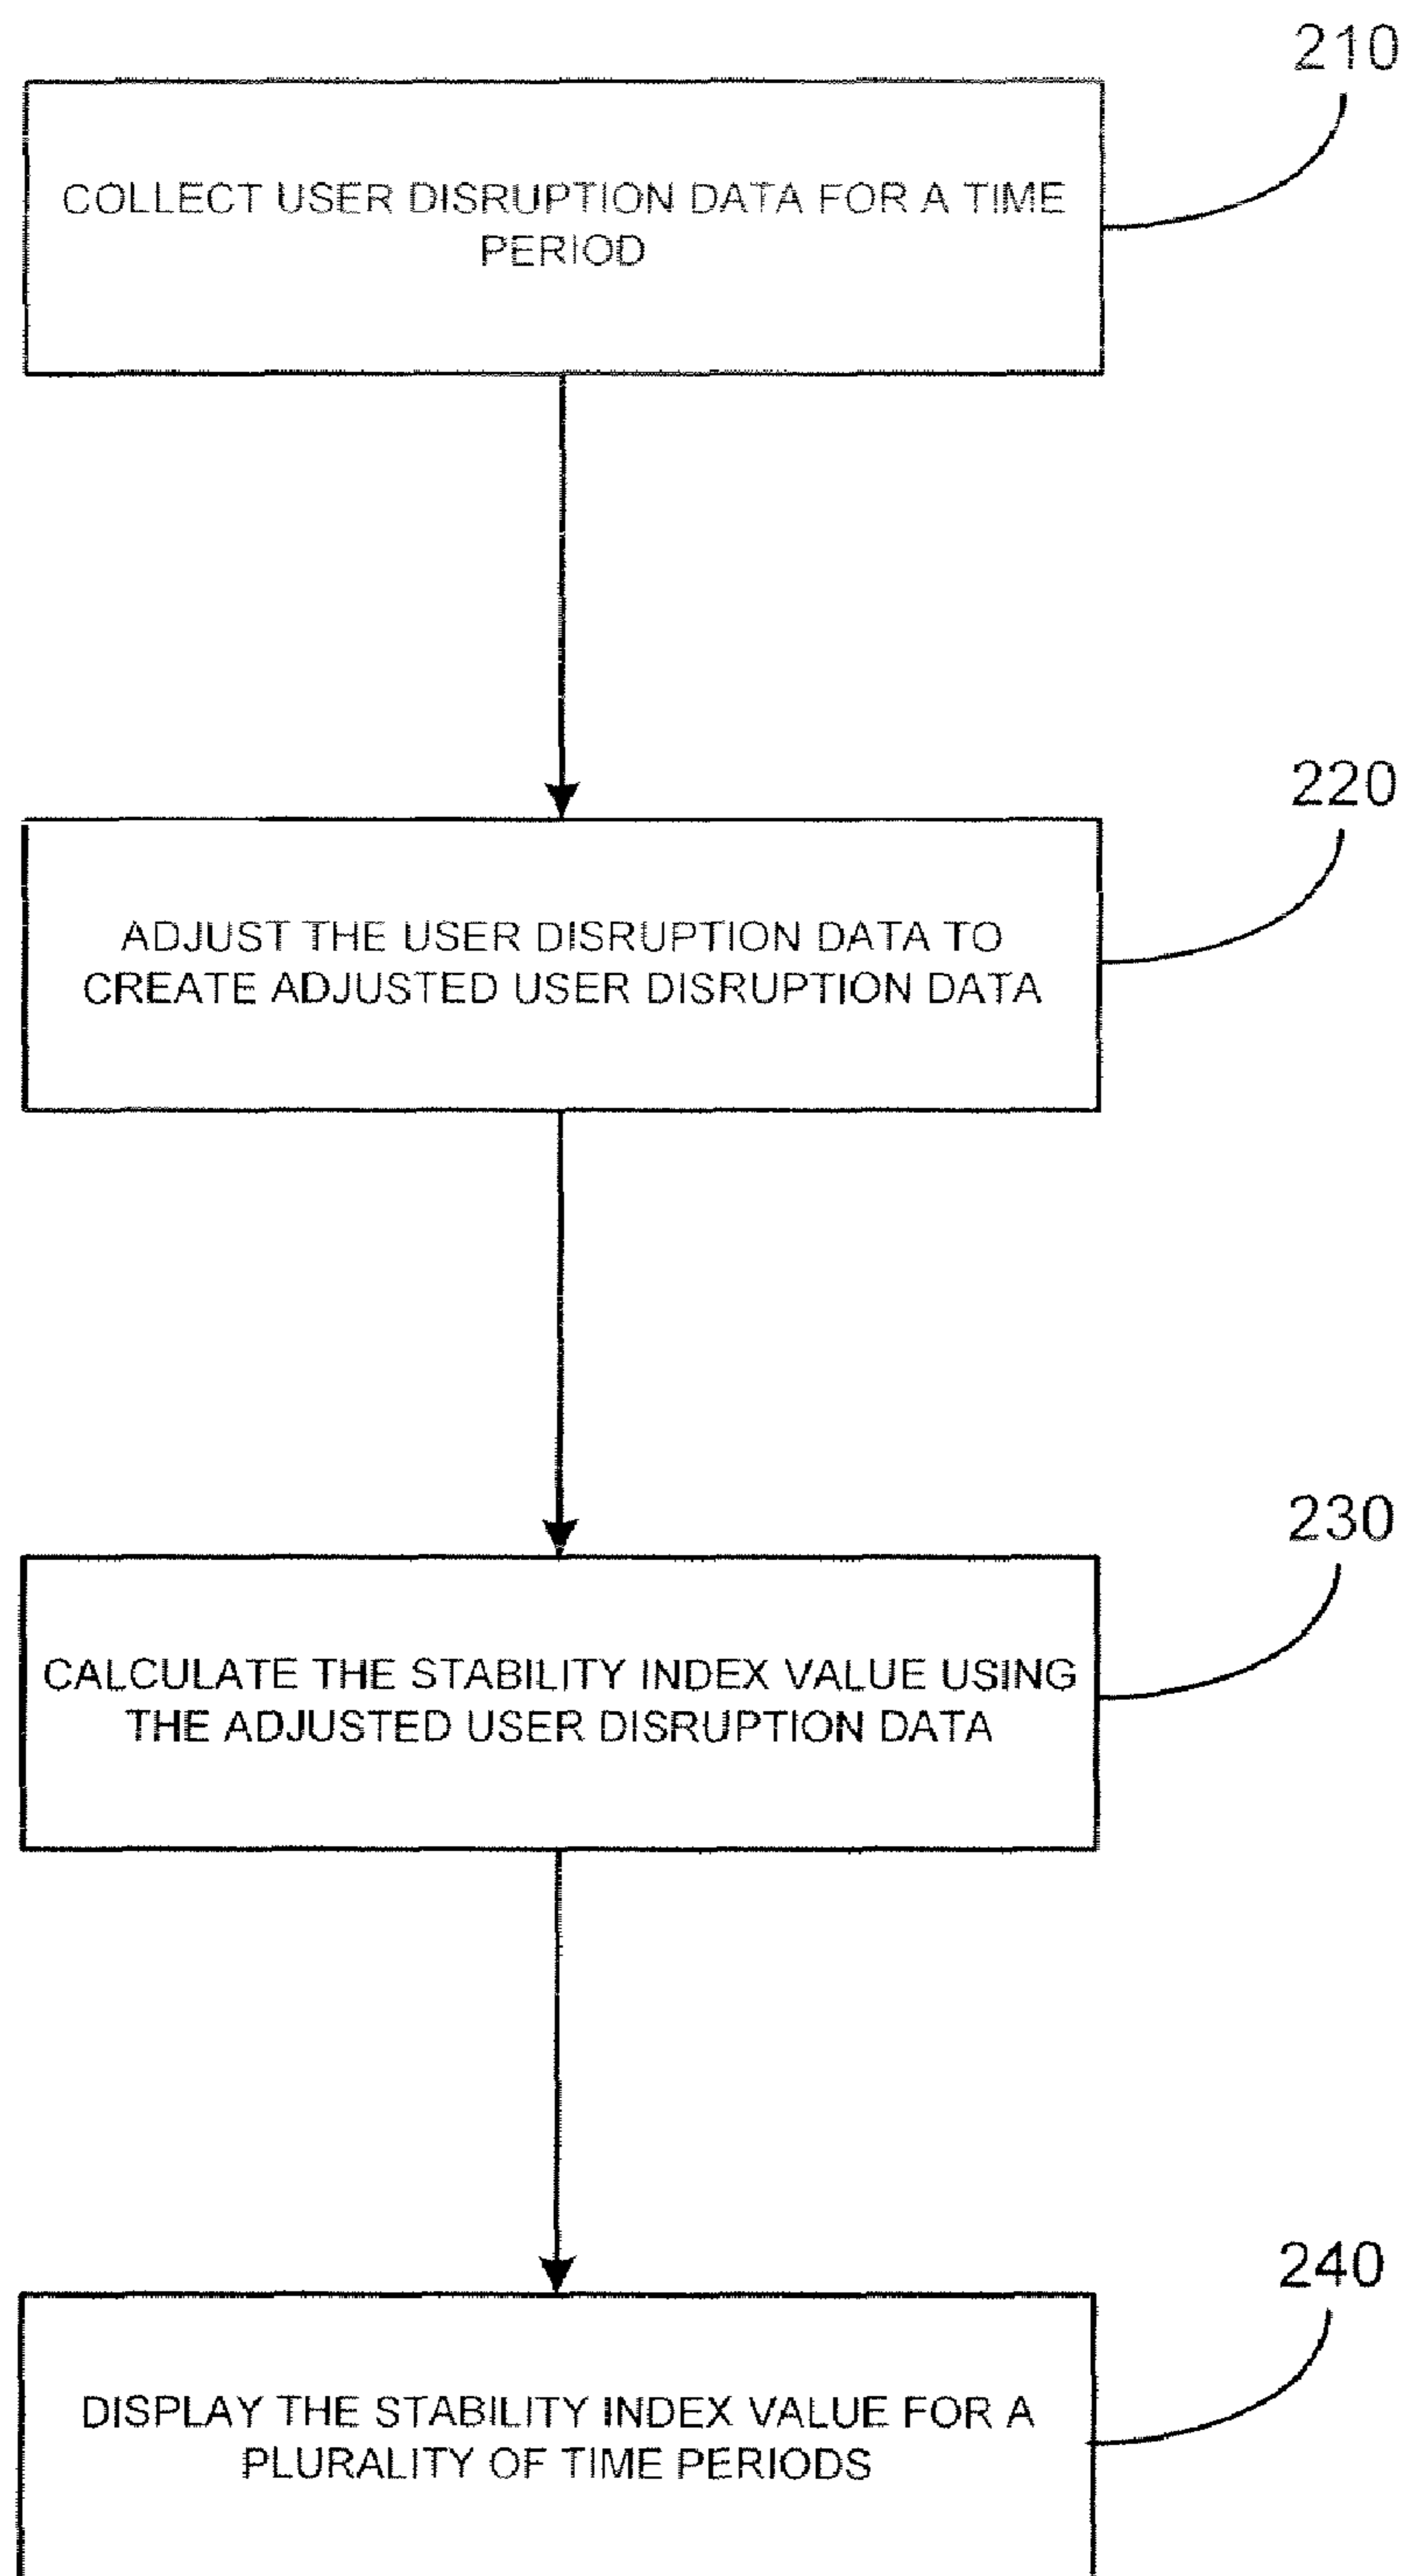 210
COLLECT USER DISRUPTION DATA FOR A TIME
PERIOD
220
ADJUST THE USER DISRUPTION DATA TO
CREATE ADJUSTED USER DISRUPTION DATA
230
CALCULATE THE STABILITY INDEX VALUE USING
THE ADJUSTED USER DISRUPTION DATA
240
DISPLAY THE STABILITY INDEX VALUE FOR A
PLURALITY OF TIME PERIODS